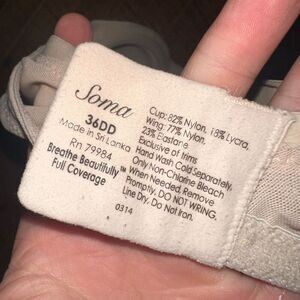 Soma
36DD
Made in Sri Lanka
Rn 79984
Breathe Beautifully™
Full Coverage
Cup: 82% Nylon, 18% Lycra,
Wing: 77% Nylon,
23% Elastane
Exclusive of trims
Hand Wash Cold Separately.
Only Non-Chlorine Bleach
When Needed. Remove
Promptly, DO NOT WRING.
Line Dry. Do Not Iron.
0314